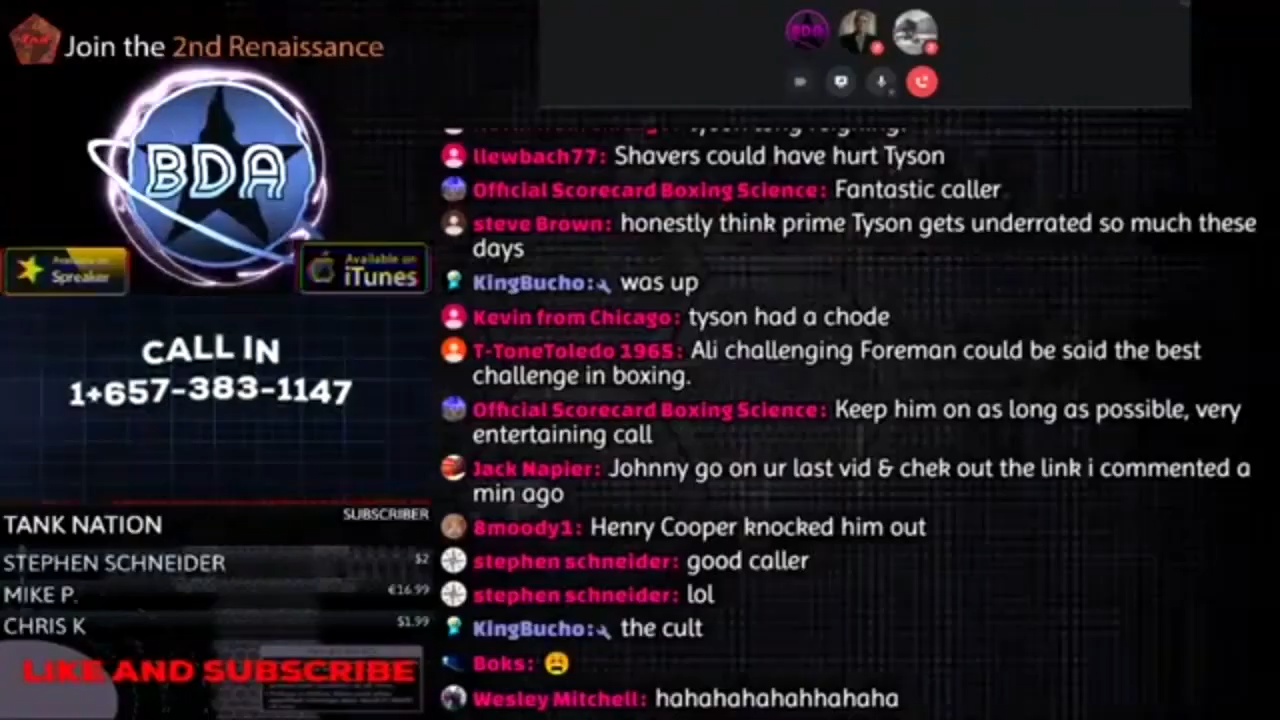 Join the 2nd Renaissance
BDA
BDA
Spreaker
Available on
iTunes
CALL IN
1+657-383-1147
SUBSCRIBER
TANK NATION
STEPHEN SCHNEIDER $2
MIKE P. €16.99
CHRIS K $1.99
LIKE AND SUBSCRIBE
llewbach77: Shavers could have hurt Tyson
Official Scorecard Boxing Science: Fantastic caller
steve Brown: honestly think prime Tyson gets underrated so much these
days
KingBucho: was up
Kevin from Chicago: tyson had a chode
T-ToneToledo 1965: Ali challenging Foreman could be said the best
challenge in boxing.
Official Scorecard Boxing Science: Keep him on as long as possible, very
entertaining call
Jack Napier: Johnny go on ur last vid & chek out the link i commented a
min ago
8moody1: Henry Cooper knocked him out
stephen schneider: good caller
stephen schneider: lol
KingBucho: the cult
Boks: 😩
Wesley Mitchell: hahahahahahhahaha